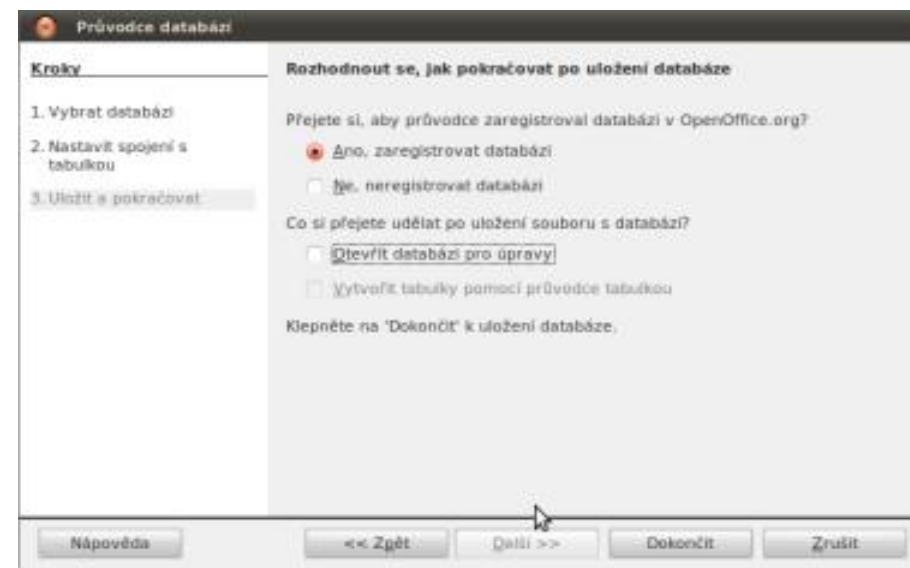 Průvodce databází
Kroky
1. Vybrat databázi
2. Nastavit spojení s
tabulkou
3. Uložit a pokračovat
Rozhodnout se, jak pokračovat po uložení databáze
Přejete si, aby průvodce zaregistroval databázi v OpenOffice.org?
Ano, zaregistrovat databázi
Ne, neregistrovat databázi
Co si přejete udělat po uložení souboru s databází?
Otevřít databázi pro úpravy
Vytvořit tabulky pomocí průvodce tabulkou
Klepněte na 'Dokončit' k uložení databáze.
Nápověda
<< Zpět
Další >>
Dokončit
Zrušit